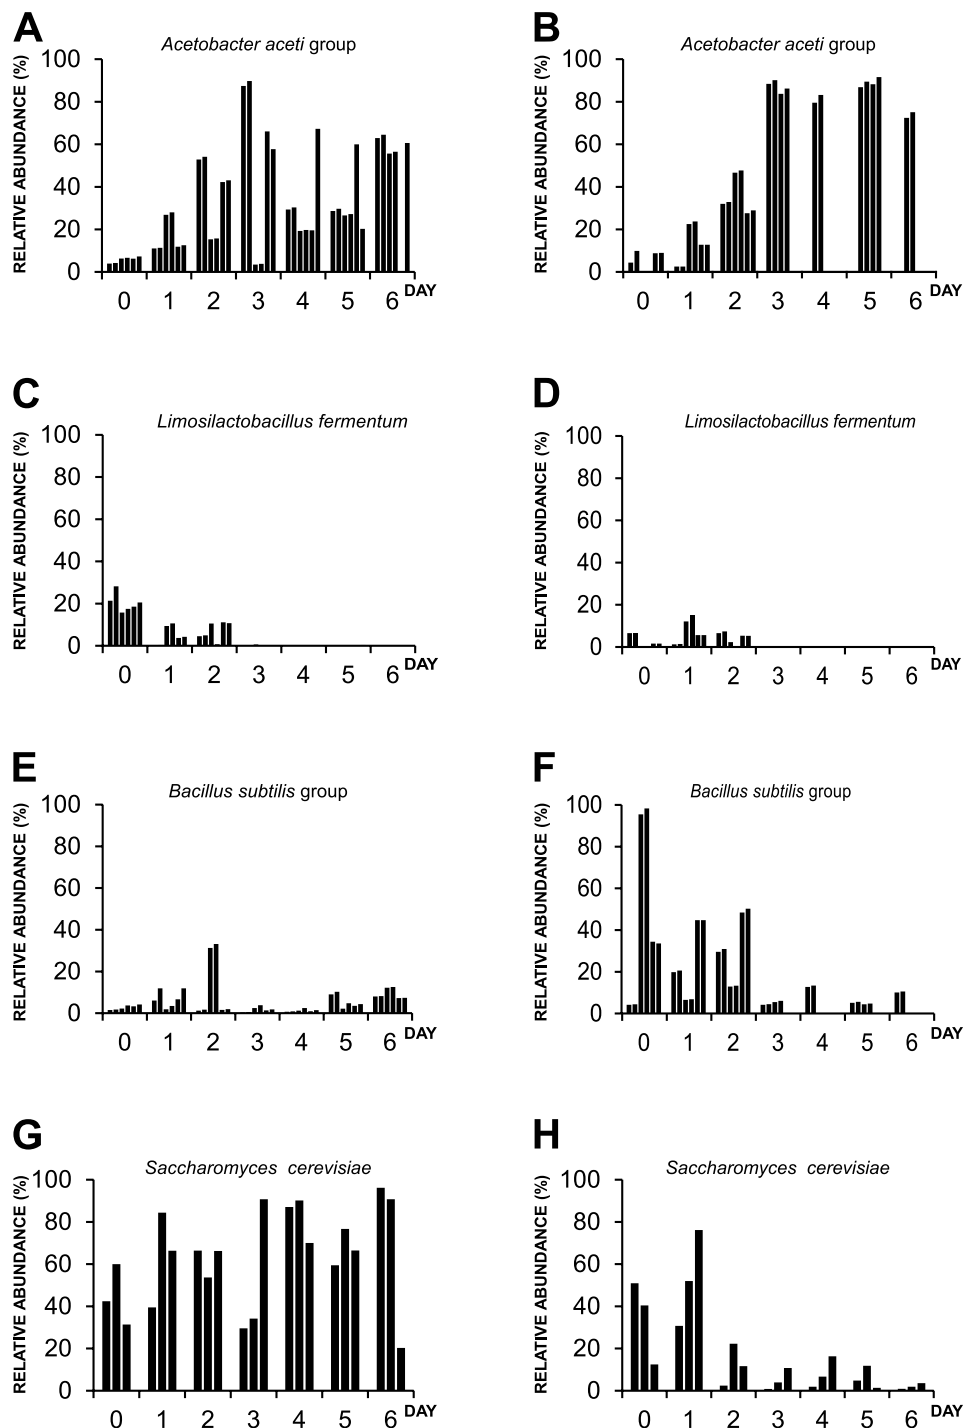 A
B
Acetobacter aceti group
Acetobacter aceti group
RELATIVE ABUNDANCE (%)
100
80
60
40
20
0
0 1 2 3 4 5 6 DAY
RELATIVE ABUNDANCE (%)
100
80
60
40
20
0
0 1 2 3 4 5 6 DAY
C
D
Limosilactobacillus fermentum
Limosilactobacillus fermentum
RELATIVE ABUNDANCE (%)
100
80
60
40
20
0
0 1 2 3 4 5 6 DAY
RELATIVE ABUNDANCE (%)
100
80
60
40
20
0
0 1 2 3 4 5 6 DAY
E
F
Bacillus subtilis group
Bacillus subtilis group
RELATIVE ABUNDANCE (%)
100
80
60
40
20
0
0 1 2 3 4 5 6 DAY
RELATIVE ABUNDANCE (%)
100
80
60
40
20
0
0 1 2 3 4 5 6 DAY
G
H
Saccharomyces cerevisiae
Saccharomyces cerevisiae
RELATIVE ABUNDANCE (%)
100
80
60
40
20
0
0 1 2 3 4 5 6 DAY
RELATIVE ABUNDANCE (%)
100
80
60
40
20
0
0 1 2 3 4 5 6 DAY